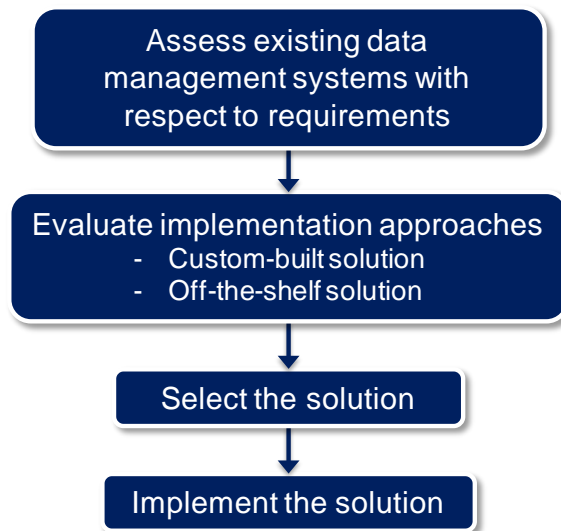 Assess existing data
management systems with
respect to requirements
Evaluate implementation approaches
- Custom-built solution
- Off-the-shelf solution
Select the solution
Implement the solution